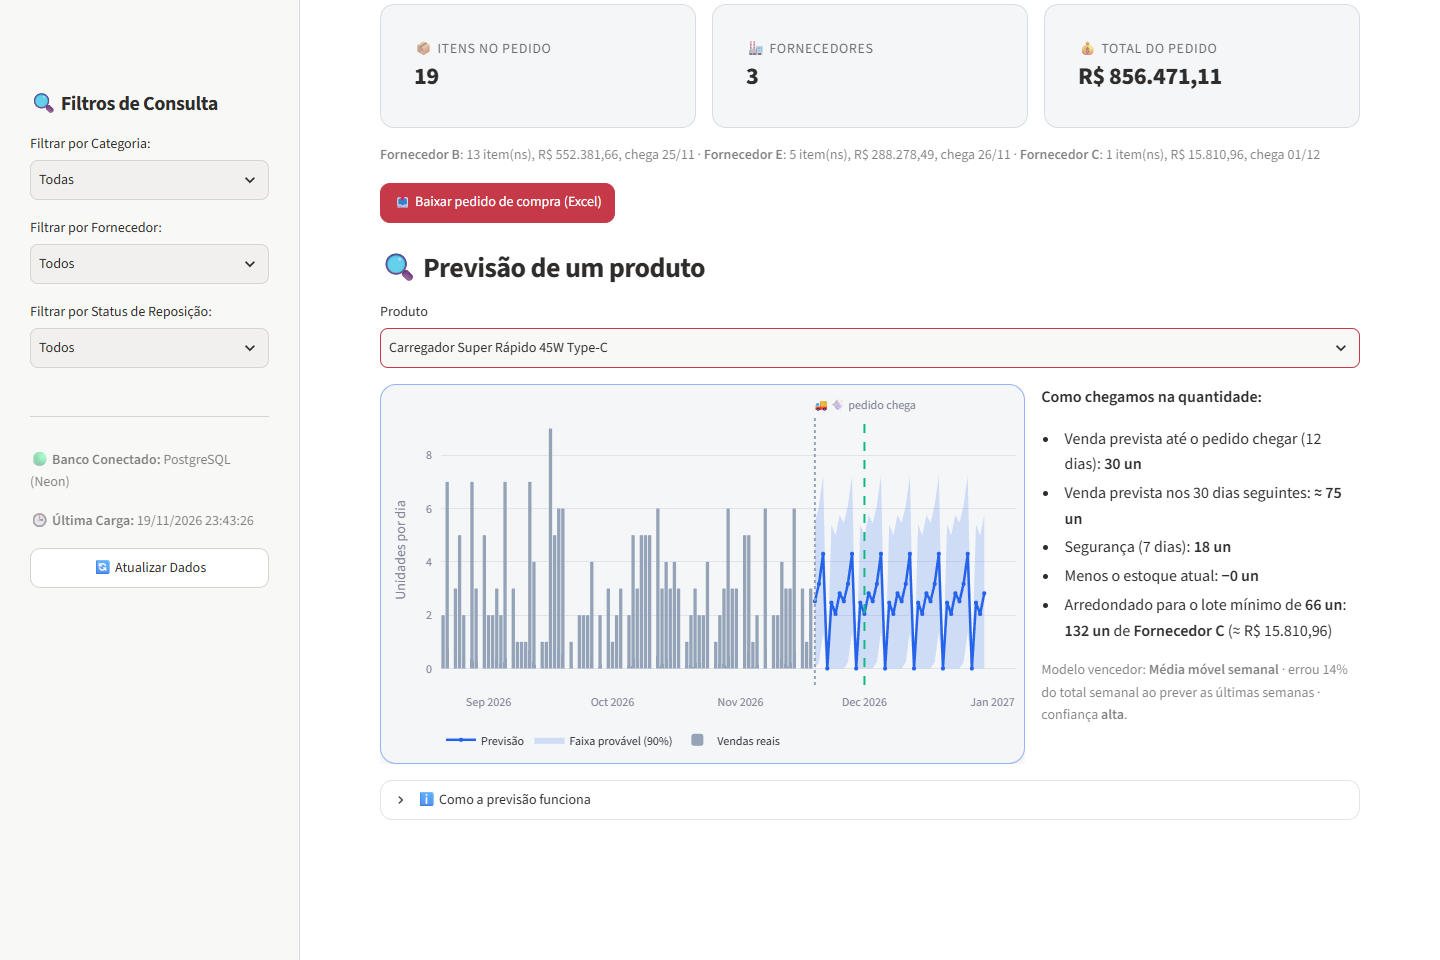 Filtros de Consulta
Filtrar por Categoria:
Todas
Filtrar por Fornecedor:
Todos
Filtrar por Status de Reposição:
Todos
Banco Conectado: PostgreSQL
(Neon)
Última Carga: 19/11/2026 23:43:26
Atualizar Dados
ITENS NO PEDIDO
19
FORNECEDORES
3
TOTAL DO PEDIDO
R$ 856.471,11
Fornecedor B: 13 item(ns), R$ 552.381,66, chega 25/11 · Fornecedor E: 5 item(ns), R$ 288.278,49, chega 26/11 · Fornecedor C: 1 item(ns), R$ 15.810,96, chega 01/12
Baixar pedido de compra (Excel)
Previsão de um produto
Produto
Carregador Super Rápido 45W Type-C
pedido chega
Unidades por dia
8
6
4
2
0
Sep 2026
Oct 2026
Nov 2026
Dec 2026
Jan 2027
Previsão
Faixa provável (90%)
Vendas reais
Como chegamos na quantidade:
• Venda prevista até o pedido chegar (12
dias): 30 un
• Venda prevista nos 30 dias seguintes: ≈ 75
un
• Segurança (7 dias): 18 un
• Menos o estoque atual: −0 un
• Arredondado para o lote mínimo de 66 un:
132 un de Fornecedor C (≈ R$ 15.810,96)
Modelo vencedor: Média móvel semanal · errou 14%
do total semanal ao prever as últimas semanas ·
confiança alta.
Como a previsão funciona